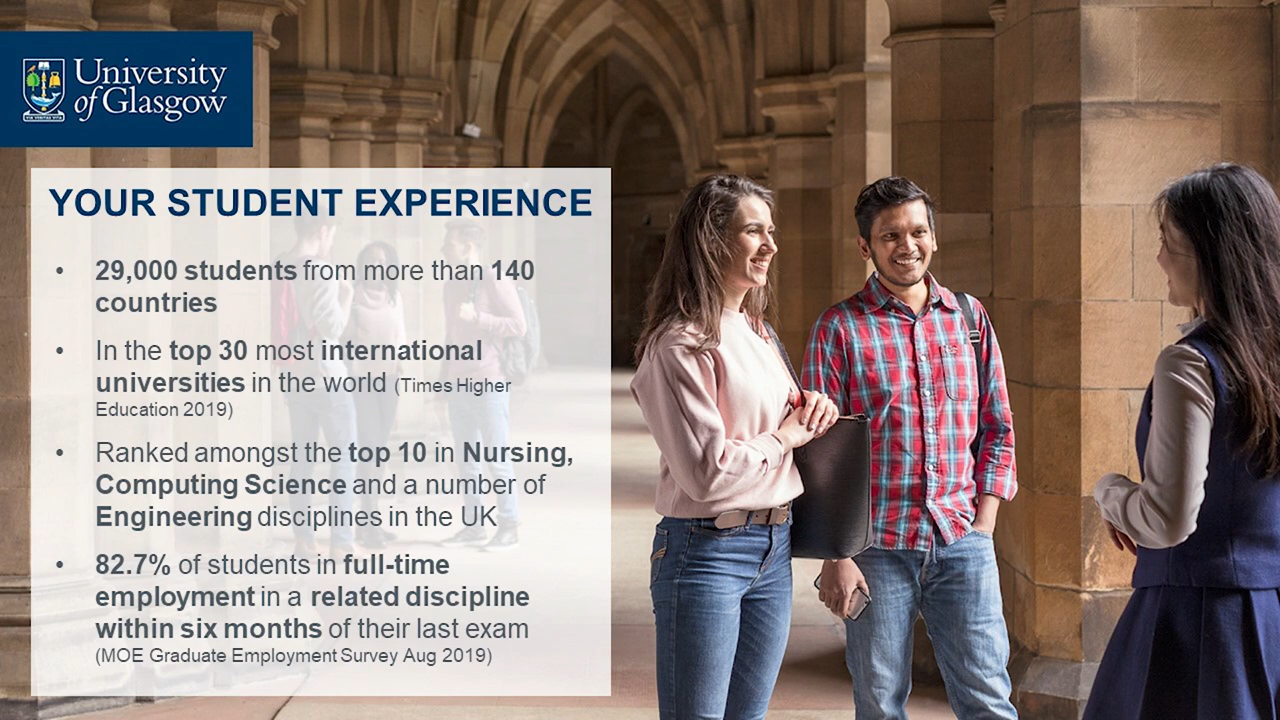 University
of Glasgow
VIA VERITAS VITA
YOUR STUDENT EXPERIENCE
• 29,000 students from more than 140
countries
• In the top 30 most international
universities in the world (Times Higher
Education 2019)
• Ranked amongst the top 10 in Nursing,
Computing Science and a number of
Engineering disciplines in the UK
• 82.7% of students in full-time
employment in a related discipline
within six months of their last exam
(MOE Graduate Employment Survey Aug 2019)